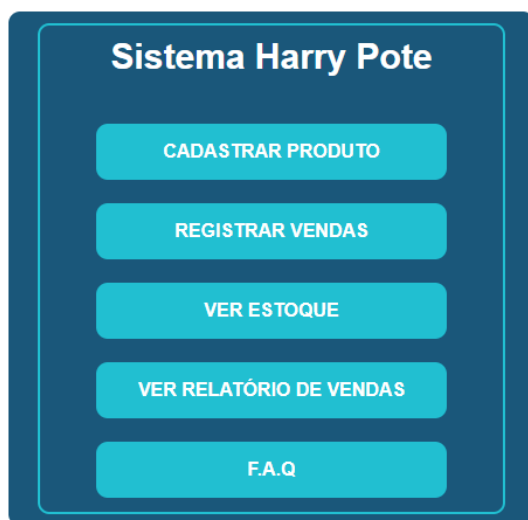 Sistema Harry Pote
CADASTRAR PRODUTO
REGISTRAR VENDAS
VER ESTOQUE
VER RELATÓRIO DE VENDAS
F.A.Q